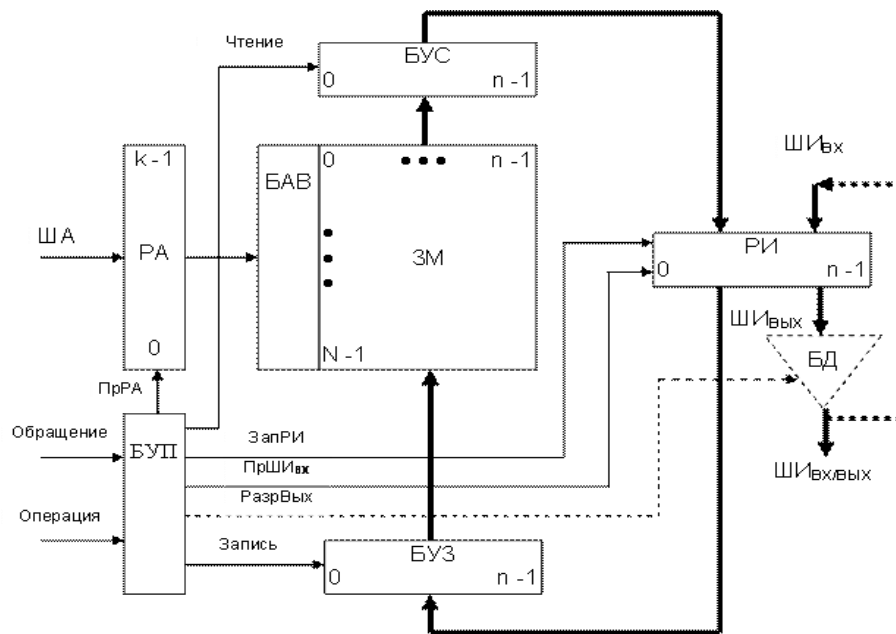 Чтение
БУС
0 n-1
k-1
БАВ
0 ••• n-1
ШИвх
ША
РА
ЗМ
РИ
0 n-1
ШИвых
0
N-1
БД
ПрРА
Обращение
БУП
ЗапРИ
ПрШИвх
ШИвх/вых
РазрВых
Операция
Запись
БУЗ
0 n-1